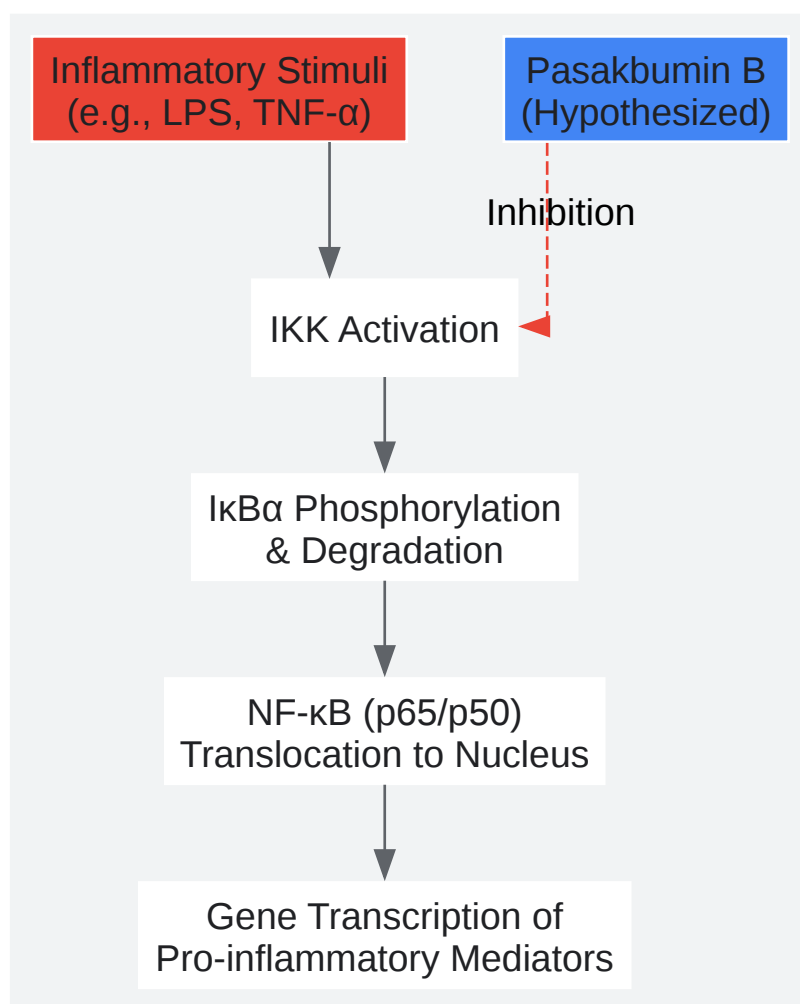 Inflammatory Stimuli
(e.g., LPS, TNF-α)
Pasakbumin B
(Hypothesized)
Inhibition
IKK Activation
IκBα Phosphorylation
& Degradation
NF-κB (p65/p50)
Translocation to Nucleus
Gene Transcription of
Pro-inflammatory Mediators